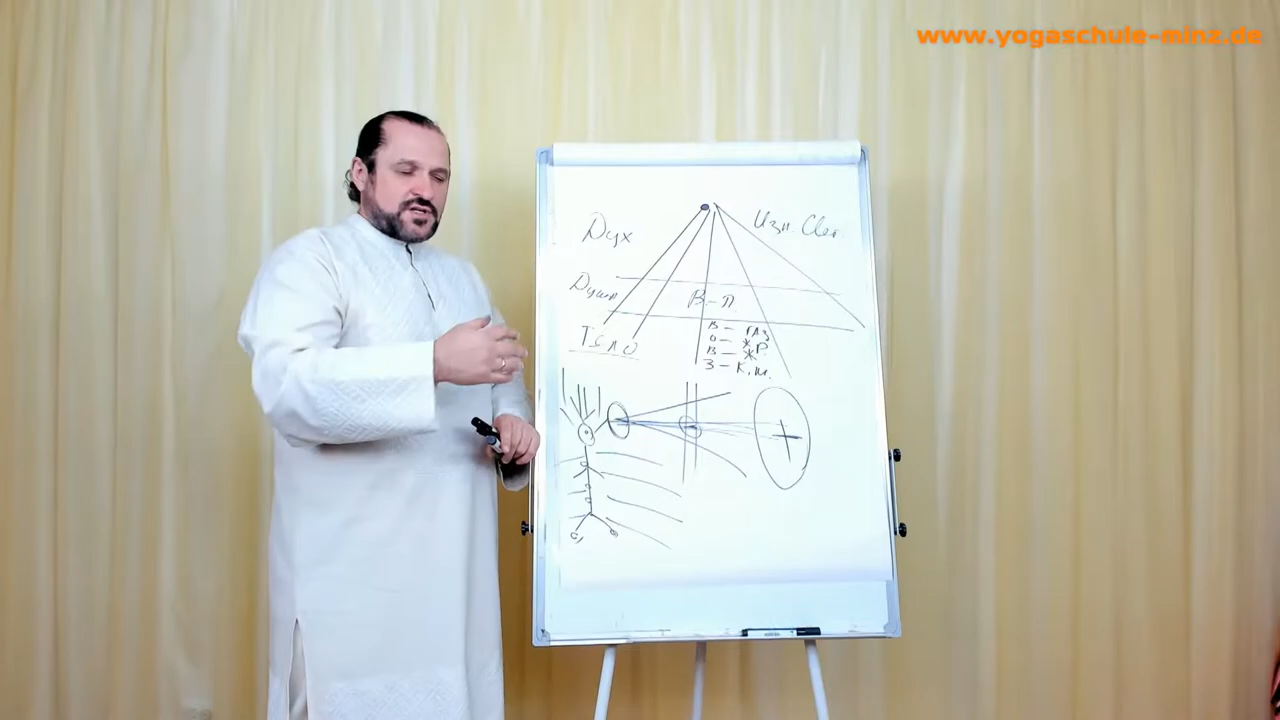 www.yogaschule-minz.de
Дух
Изн. Свет.
Душа
В-П.
Тело
В - газ
О - ЖР
В - Ж.
З - К.т.